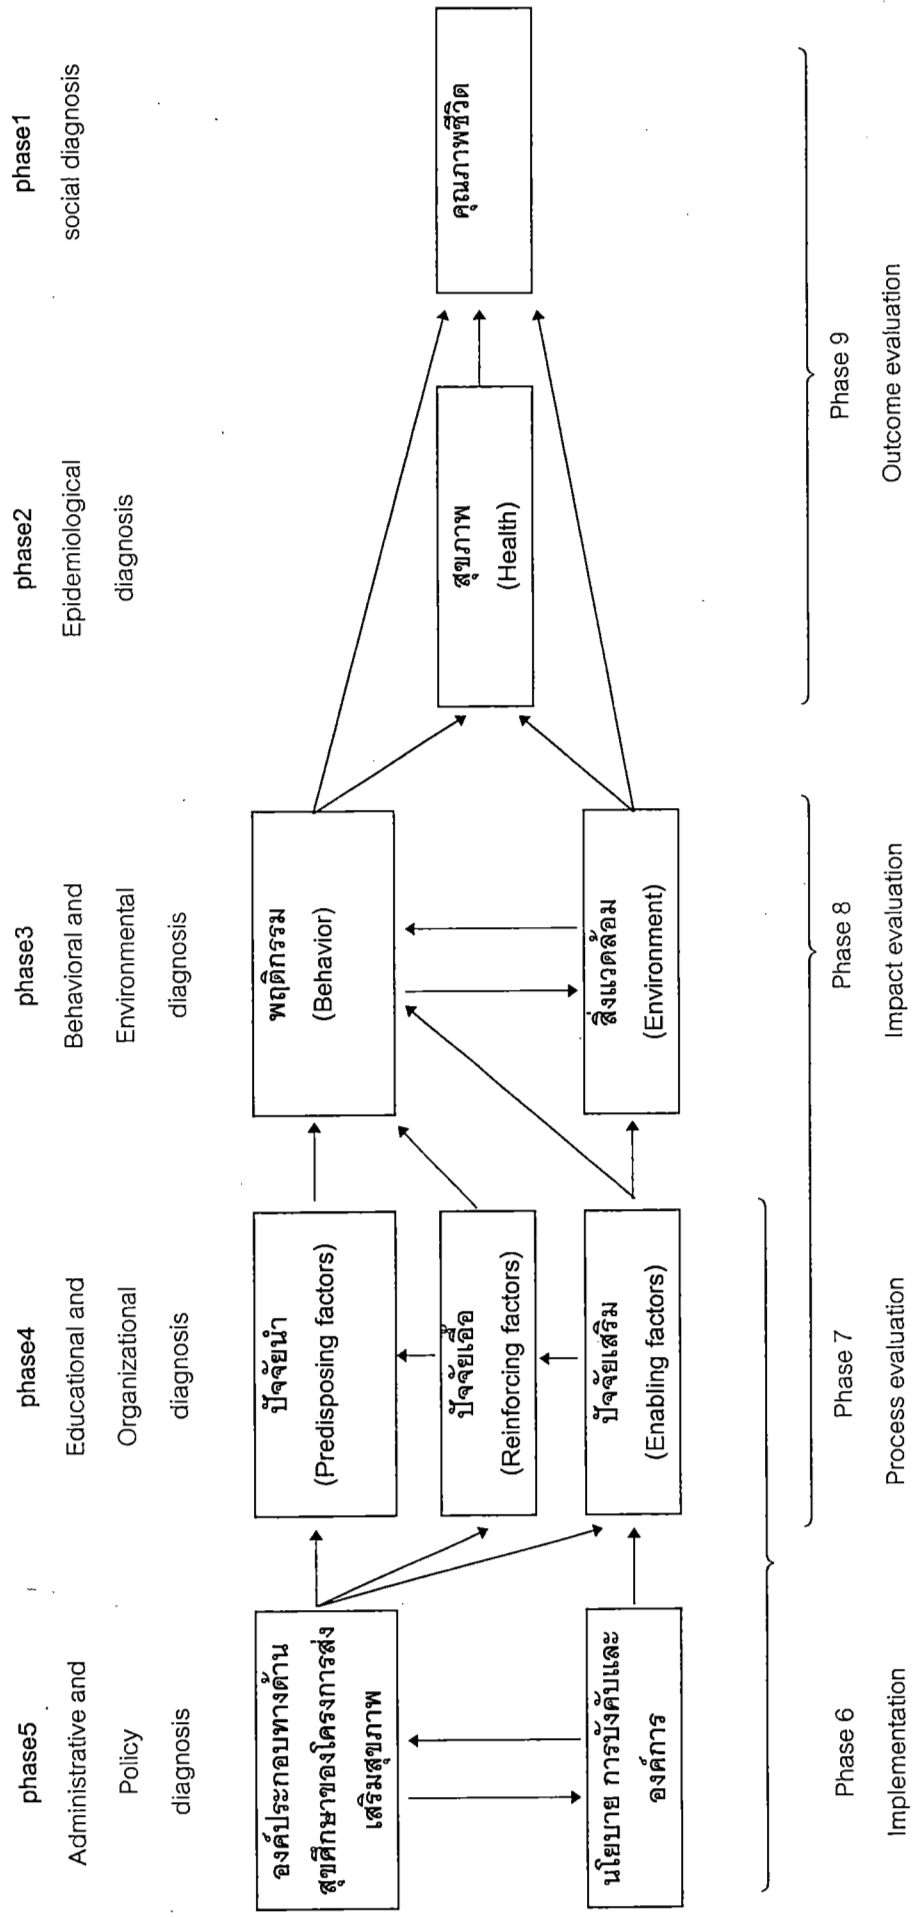 phase5
Administrative and
Policy
diagnosis
phase4
Educational and
Organizational
diagnosis
phase3
Behavioral and
Environmental
diagnosis
phase2
Epidemiological
diagnosis
phase1
social diagnosis
องค์ประกอบทางด้าน
สุขศึกษาของโครงการส่ง
เสริมสุขภาพ
นโยบาย การบังคับและ
องค์การ
ปัจจัยนำ
(Predisposing factors)
ปัจจัยเอื้อ
(Reinforcing factors)
ปัจจัยเสริม
(Enabling factors)
พฤติกรรม
(Behavior)
สิ่งแวดล้อม
(Environment)
สุขภาพ
(Health)
คุณภาพชีวิต
Phase 6
Implementation
Phase 7
Process evaluation
Phase 8
Impact evaluation
Phase 9
Outcome evaluation